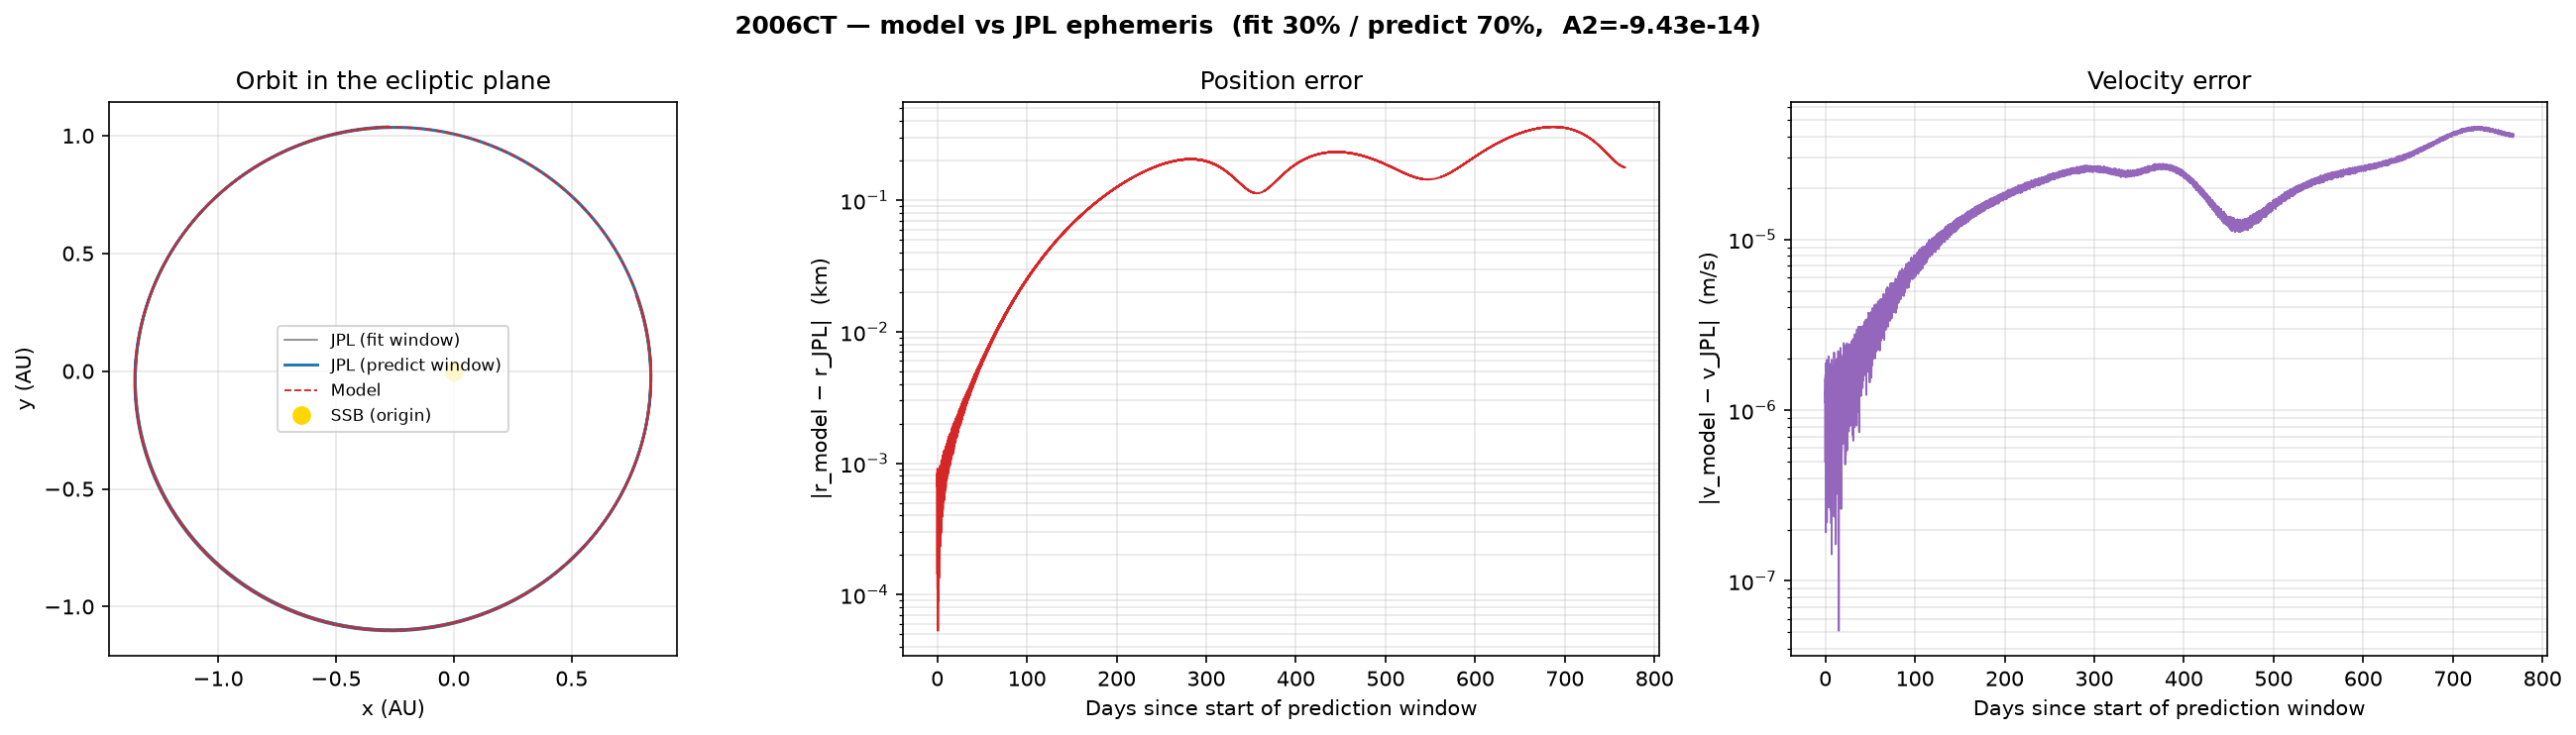 2006CT — model vs JPL ephemeris  (fit 30% / predict 70%,  A2=-9.43e-14)
Orbit in the ecliptic plane
y (AU)
1.0
0.5
0.0
−0.5
−1.0
JPL (fit window)
JPL (predict window)
Model
SSB (origin)
−1.0 −0.5 0.0 0.5
x (AU)
Position error
|r_model − r_JPL|  (km)
10⁻¹
10⁻²
10⁻³
10⁻⁴
0 100 200 300 400 500 600 700 800
Days since start of prediction window
Velocity error
|v_model − v_JPL|  (m/s)
10⁻⁵
10⁻⁶
10⁻⁷
0 100 200 300 400 500 600 700 800
Days since start of prediction window